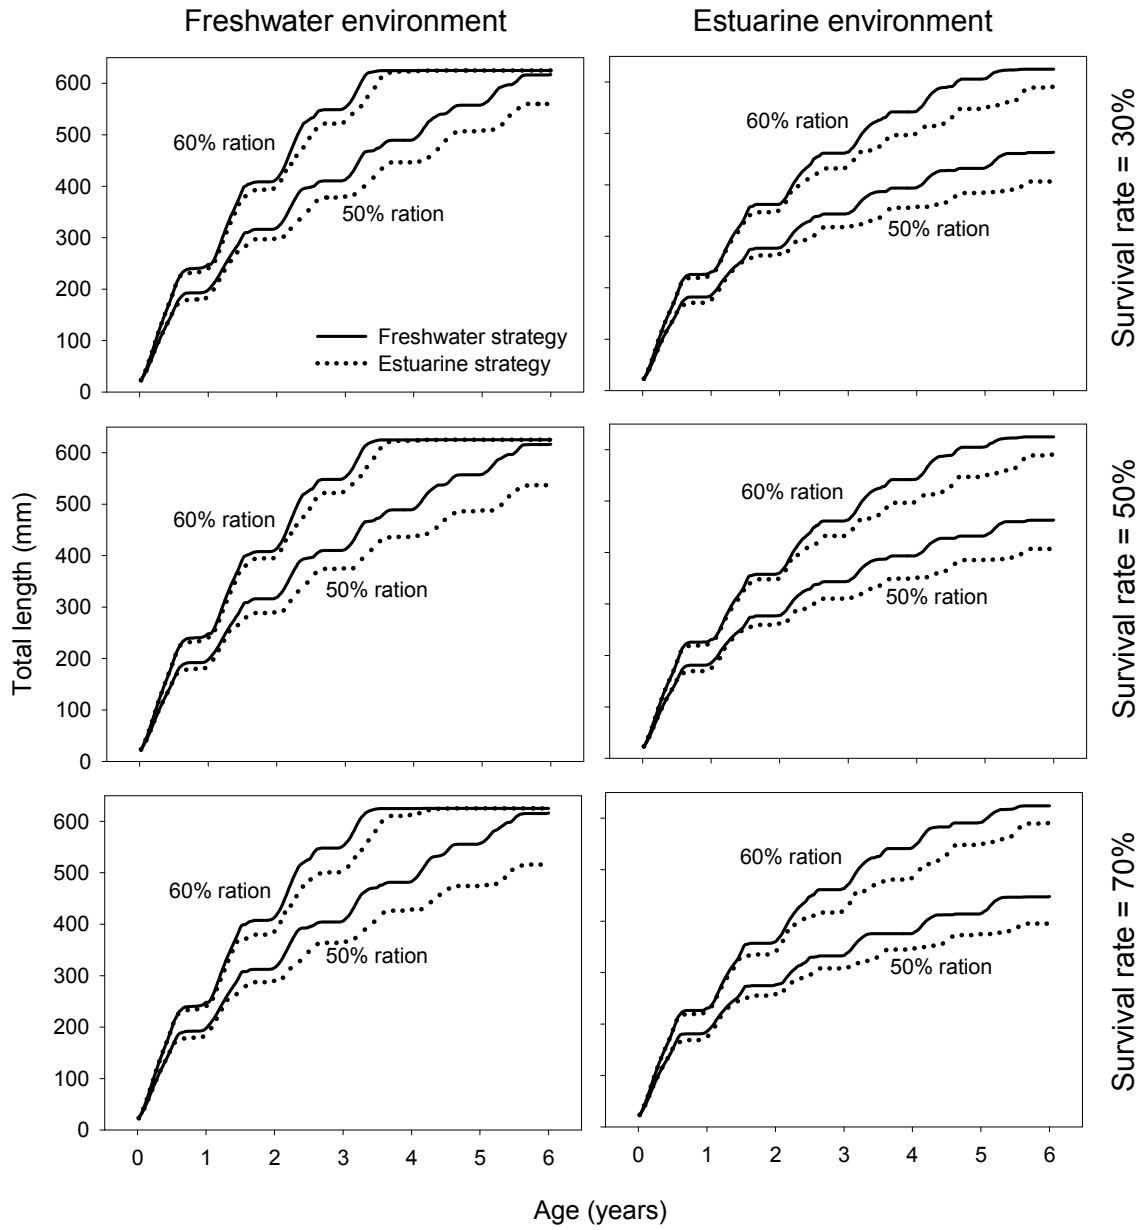 Freshwater environment
Estuarine environment
600
500
400
300
200
100
0
60% ration
50% ration
Freshwater strategy
Estuarine strategy
60% ration
50% ration
Survival rate = 30%
Total length (mm)
600
500
400
300
200
100
0
60% ration
50% ration
60% ration
50% ration
Survival rate = 50%
600
500
400
300
200
100
0
60% ration
50% ration
60% ration
50% ration
Survival rate = 70%
0 1 2 3 4 5 6
0 1 2 3 4 5 6
Age (years)